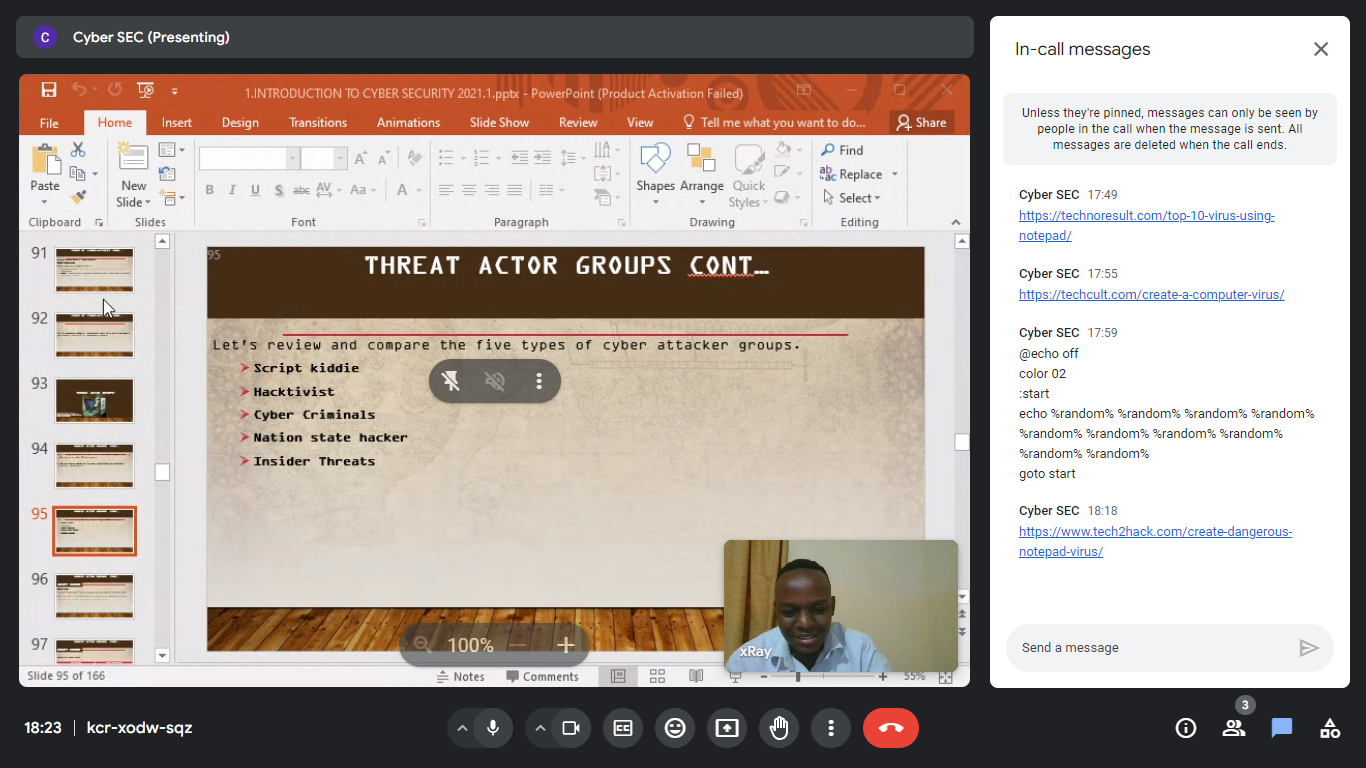 C
Cyber SEC (Presenting)
1.INTRODUCTION TO CYBER SECURITY 2021.1.pptx - PowerPoint (Product Activation Failed)
File Home Insert Design Transitions Animations Slide Show Review View Tell me what you want to do... Share
Paste
New
Slide
B I U S abc AV Aa A
Shapes Arrange Quick
Styles
Find
Replace
Select
Clipboard Slides Font Paragraph Drawing Editing
91
92
93
94
95
96
97
95
THREAT ACTOR GROUPS CONT…
Let's review and compare the five types of cyber attacker groups.
Script kiddie
Hacktivist
Cyber Criminals
Nation state hacker
Insider Threats
xRay
100%
Slide 95 of 166 Notes Comments 55%
In-call messages
Unless they're pinned, messages can only be seen by
people in the call when the message is sent. All
messages are deleted when the call ends.
Cyber SEC 17:49
https://technoresult.com/top-10-virus-using-
notepad/
Cyber SEC 17:55
https://techcult.com/create-a-computer-virus/
Cyber SEC 17:59
@echo off
color 02
:start
echo %random% %random% %random% %random%
%random% %random% %random% %random%
%random% %random%
goto start
Cyber SEC 18:18
https://www.tech2hack.com/create-dangerous-
notepad-virus/
Send a message
18:23 | kcr-xodw-sqz
CC
3